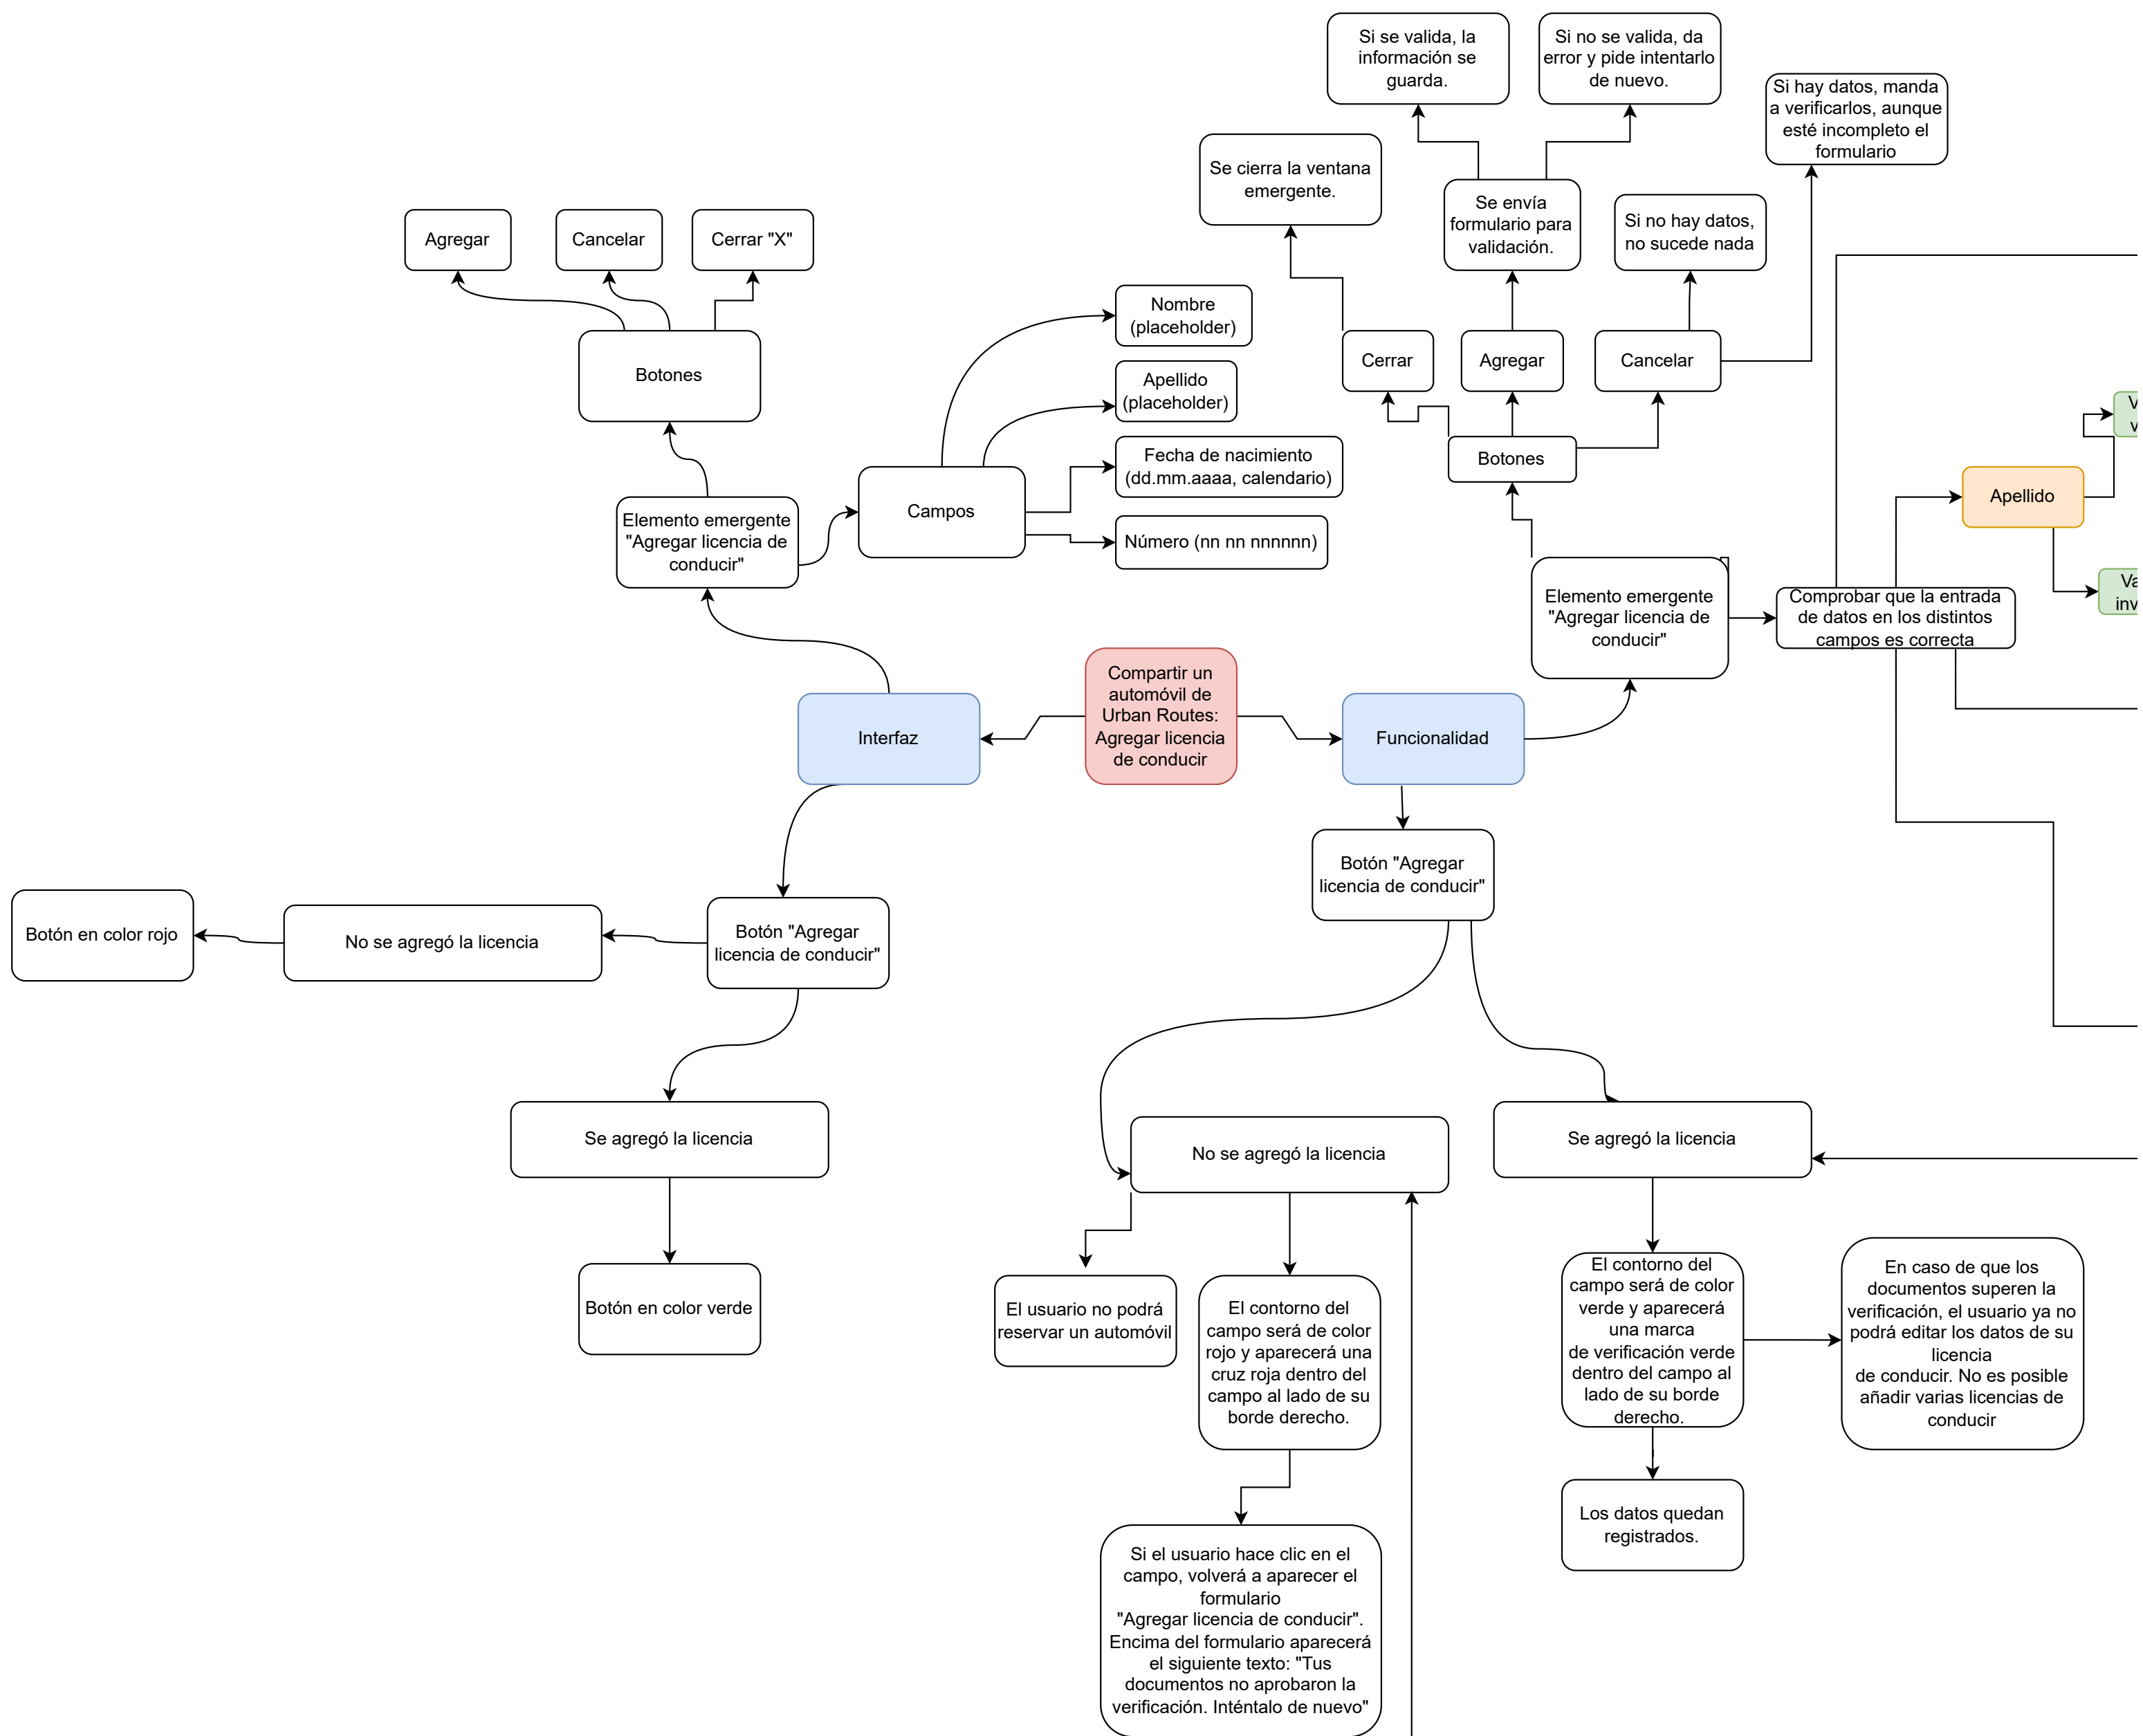 Si se valida, la
información se
guarda.
Si no se valida, da
error y pide intentarlo
de nuevo.
Si hay datos, manda
a verificarlos, aunque
esté incompleto el
formulario
Se cierra la ventana
emergente.
Se envía
formulario para
validación.
Si no hay datos,
no sucede nada
Agregar
Cancelar
Cerrar "X"
Nombre
(placeholder)
Botones
Cerrar
Agregar
Cancelar
Apellido
(placeholder)
Fecha de nacimiento
(dd.mm.aaaa, calendario)
Botones
Apellido
Elemento emergente
"Agregar licencia de
conducir"
Campos
Número (nn nn nnnnnn)
Elemento emergente
"Agregar licencia de
conducir"
Comprobar que la entrada
de datos en los distintos
campos es correcta
Compartir un
automóvil de
Urban Routes:
Agregar licencia
de conducir
Interfaz
Funcionalidad
Botón "Agregar
licencia de conducir"
Botón en color rojo
No se agregó la licencia
Botón "Agregar
licencia de conducir"
Se agregó la licencia
No se agregó la licencia
Se agregó la licencia
Botón en color verde
El usuario no podrá
reservar un automóvil
El contorno del
campo será de color
rojo y aparecerá una
cruz roja dentro del
campo al lado de su
borde derecho.
El contorno del
campo será de color
verde y aparecerá
una marca
de verificación verde
dentro del campo al
lado de su borde
derecho.
En caso de que los
documentos superen la
verificación, el usuario ya no
podrá editar los datos de su
licencia
de conducir. No es posible
añadir varias licencias de
conducir
Los datos quedan
registrados.
Si el usuario hace clic en el
campo, volverá a aparecer el
formulario
"Agregar licencia de conducir".
Encima del formulario aparecerá
el siguiente texto: "Tus
documentos no aprobaron la
verificación. Inténtalo de nuevo"